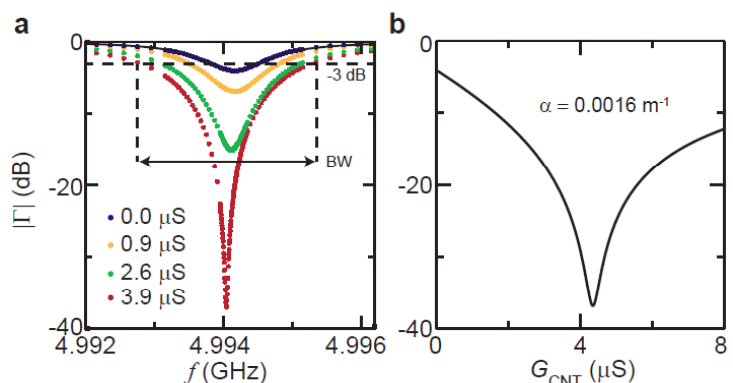 a
b
0
-20
-40
|Γ| (dB)
-3 dB
BW
0.0 μS
0.9 μS
2.6 μS
3.9 μS
4.992
4.994
4.996
f (GHz)
0
-20
-40
α = 0.0016 m⁻¹
0
4
8
G_CNT (μS)